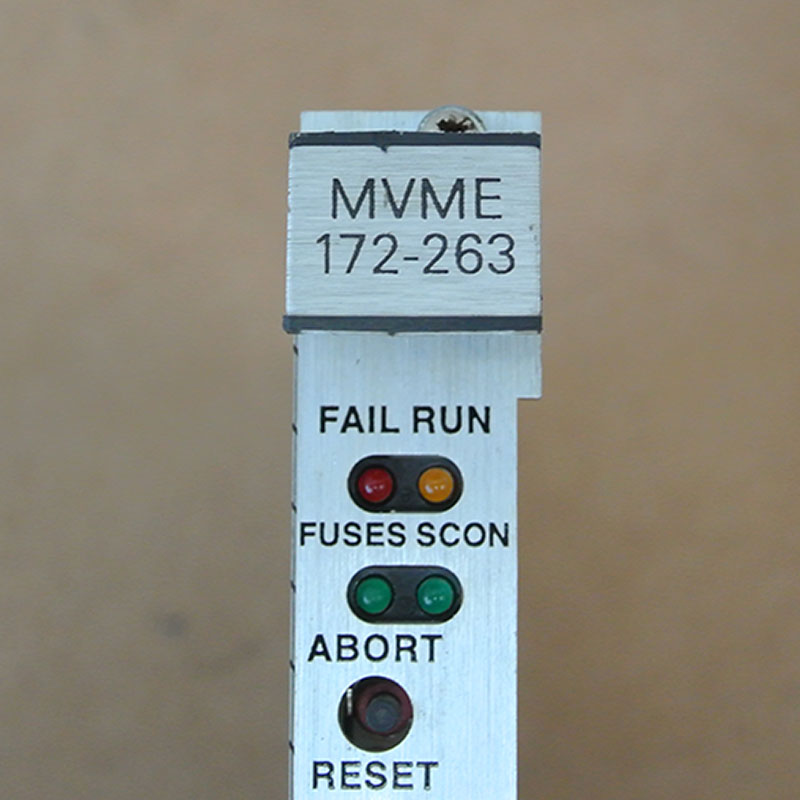 MVME
172-263
FAIL RUN
FUSES SCON
ABORT
RESET